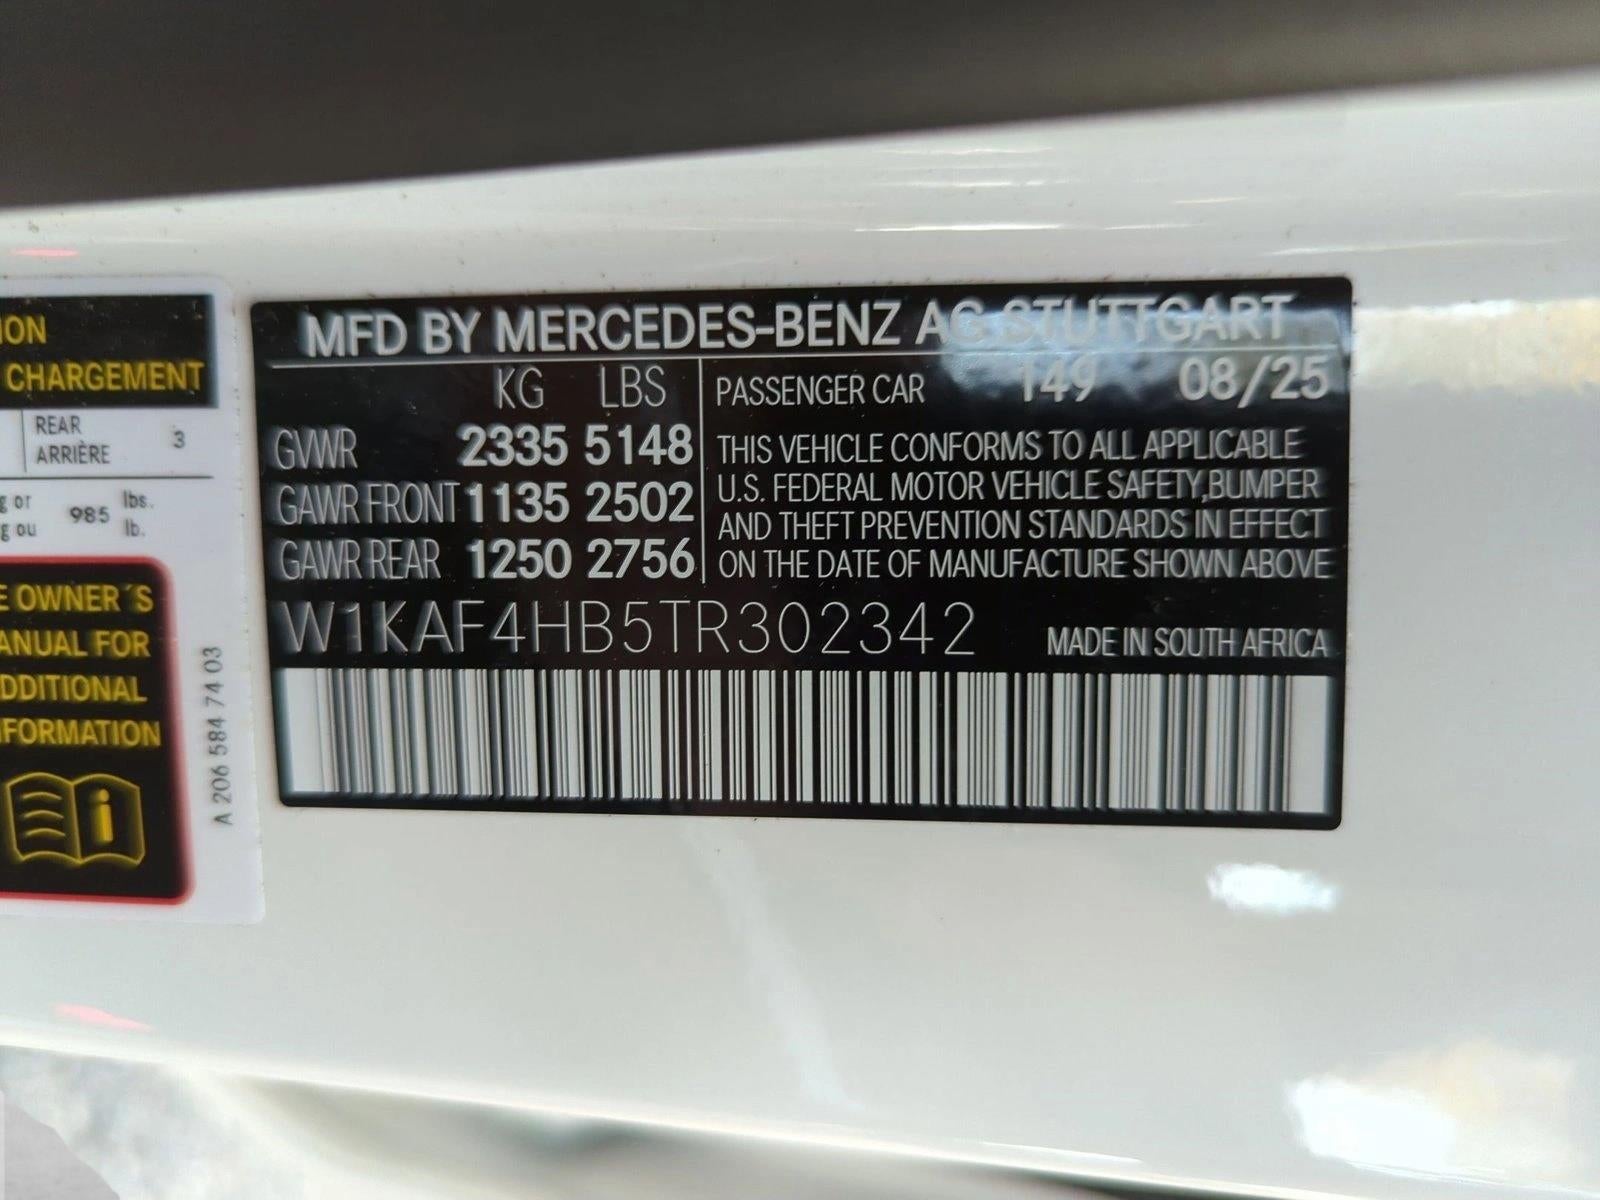 ION
CHARGEMENT
REAR
ARRIÈRE 3
g or
g ou 985 lbs.
lb.
E OWNER´S
ANUAL FOR
DDITIONAL
NFORMATION
A 206 584 74 03
MFD BY MERCEDES-BENZ AG STUTTGART
KG LBS
GVWR 2335 5148
GAWR FRONT 1135 2502
GAWR REAR 1250 2756
PASSENGER CAR 149 08/25
THIS VEHICLE CONFORMS TO ALL APPLICABLE
U.S. FEDERAL MOTOR VEHICLE SAFETY,BUMPER
AND THEFT PREVENTION STANDARDS IN EFFECT
ON THE DATE OF MANUFACTURE SHOWN ABOVE
W1KAF4HB5TR302342
MADE IN SOUTH AFRICA